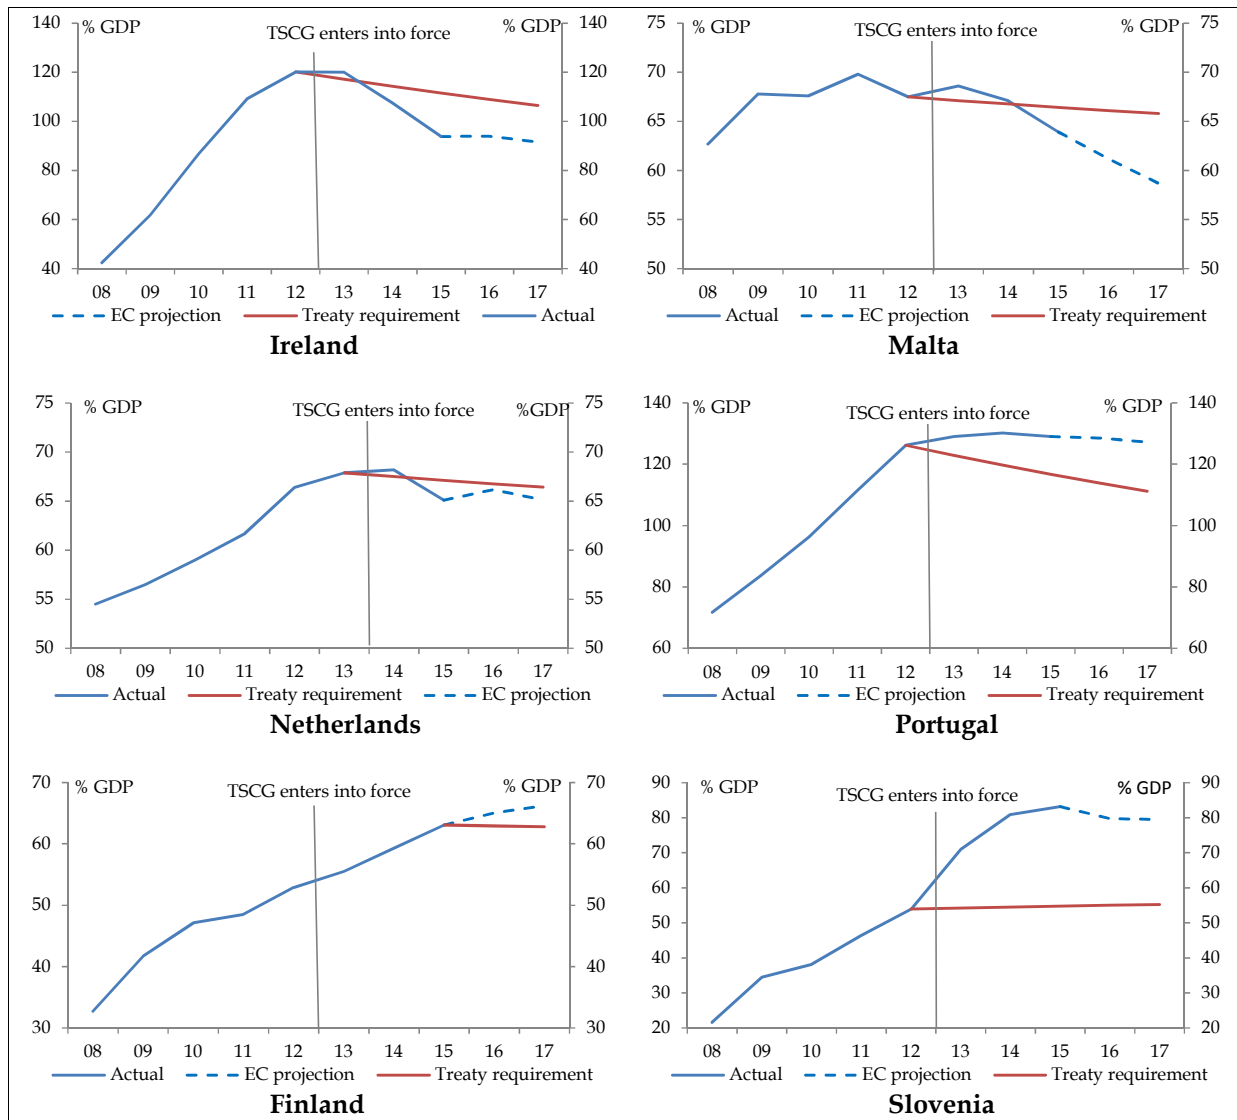 % GDP TSCG enters into force % GDP
140 140
120 120
100 100
80 80
60 60
40 40
08 09 10 11 12 13 14 15 16 17
EC projection Treaty requirement Actual
Ireland
% GDP TSCG enters into force % GDP
75 75
70 70
65 65
60 60
55 55
50 50
08 09 10 11 12 13 14 15 16 17
Actual Treaty requirement EC projection
Malta
% GDP TSCG enters into force %GDP
75 75
70 70
65 65
60 60
55 55
50 50
08 09 10 11 12 13 14 15 16 17
Actual Treaty requirement EC projection
Netherlands
% GDP TSCG enters into force % GDP
140 140
120 120
100 100
80 80
60 60
08 09 10 11 12 13 14 15 16 17
Actual EC projection Treaty requirement
Portugal
% GDP TSCG enters into force % GDP
70 70
60 60
50 50
40 40
30 30
08 09 10 11 12 13 14 15 16 17
Actual EC projection Treaty requirement
Finland
% GDP TSCG enters into force % GDP
90 90
80 80
70 70
60 60
50 50
40 40
30 30
20 20
08 09 10 11 12 13 14 15 16 17
Actual EC projection Treaty requirement
Slovenia